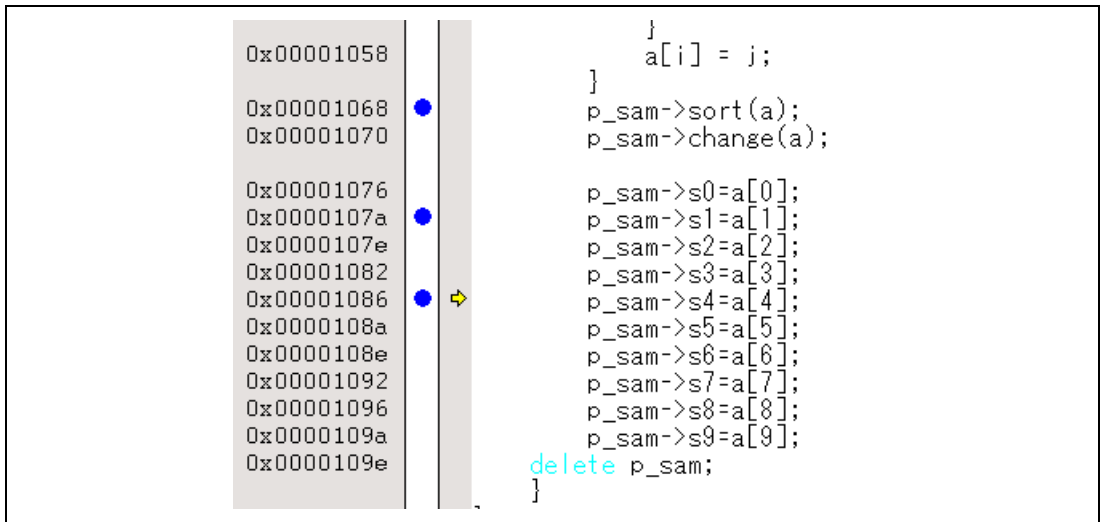 }
0x00001058 a[i] = j;
}
0x00001068 p_sam->sort(a);
0x00001070 p_sam->change(a);
0x00001076 p_sam->s0=a[0];
0x0000107a p_sam->s1=a[1];
0x0000107e p_sam->s2=a[2];
0x00001082 p_sam->s3=a[3];
0x00001086 p_sam->s4=a[4];
0x0000108a p_sam->s5=a[5];
0x0000108e p_sam->s6=a[6];
0x00001092 p_sam->s7=a[7];
0x00001096 p_sam->s8=a[8];
0x0000109a p_sam->s9=a[9];
0x0000109e delete p_sam;
}